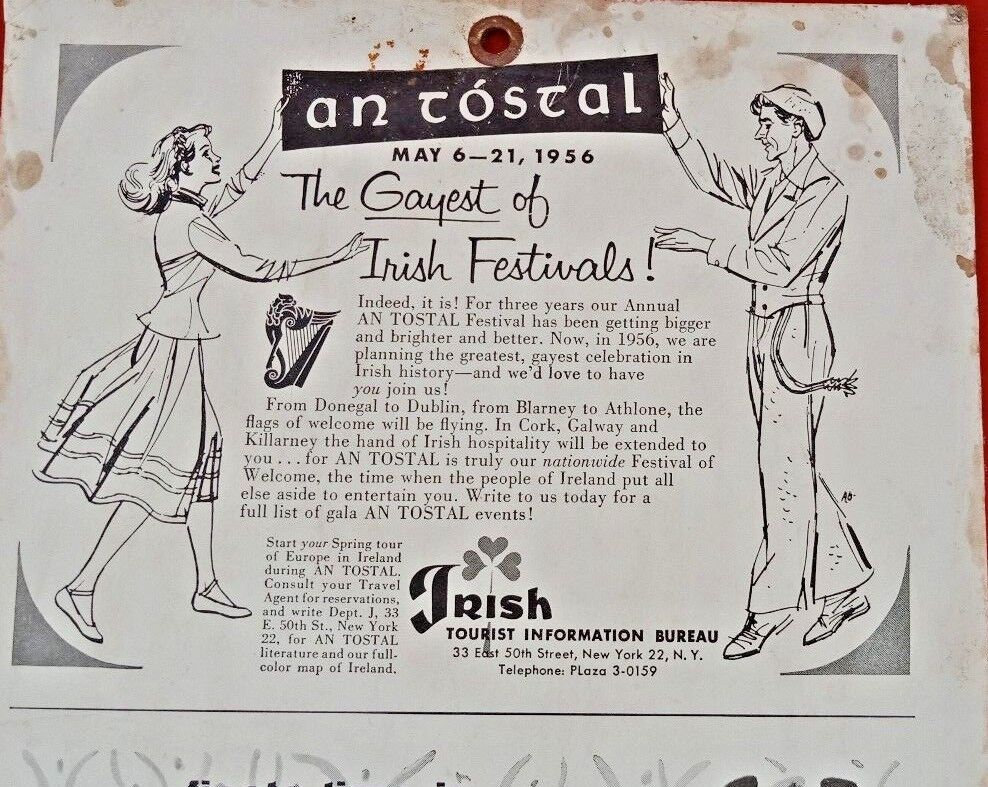 an tóstal
MAY 6—21, 1956
The Gayest of
Irish Festivals!
Indeed, it is! For three years our Annual
AN TOSTAL Festival has been getting bigger
and brighter and better. Now, in 1956, we are
planning the greatest, gayest celebration in
Irish history—and we'd love to have
you join us!
From Donegal to Dublin, from Blarney to Athlone, the
flags of welcome will be flying. In Cork, Galway and
Killarney the hand of Irish hospitality will be extended to
you . . . for AN TOSTAL is truly our nationwide Festival of
Welcome, the time when the people of Ireland put all
else aside to entertain you. Write to us today for a
full list of gala AN TOSTAL events!
Start your Spring tour
of Europe in Ireland
during AN TOSTAL.
Consult your Travel
Agent for reservations,
and write Dept. J, 33
E. 50th St., New York
22, for AN TOSTAL
literature and our full-
color map of Ireland.
Irish
TOURIST INFORMATION BUREAU
33 East 50th Street, New York 22, N. Y.
Telephone: PLaza 3-0159